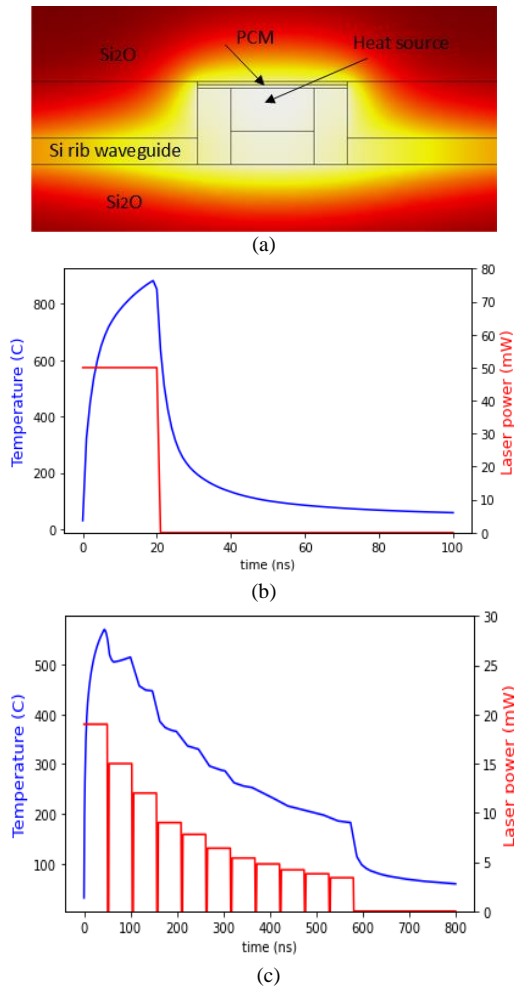 PCM
Heat source
Si2O
Si rib waveguide
Si2O
(a)
Temperature (C)
800
600
400
200
0
80
70
60
50
40
30
20
10
0
Laser power (mW)
0 20 40 60 80 100
time (ns)
(b)
Temperature (C)
500
400
300
200
100
30
25
20
15
10
5
0
Laser power (mW)
0 100 200 300 400 500 600 700 800
time (ns)
(c)